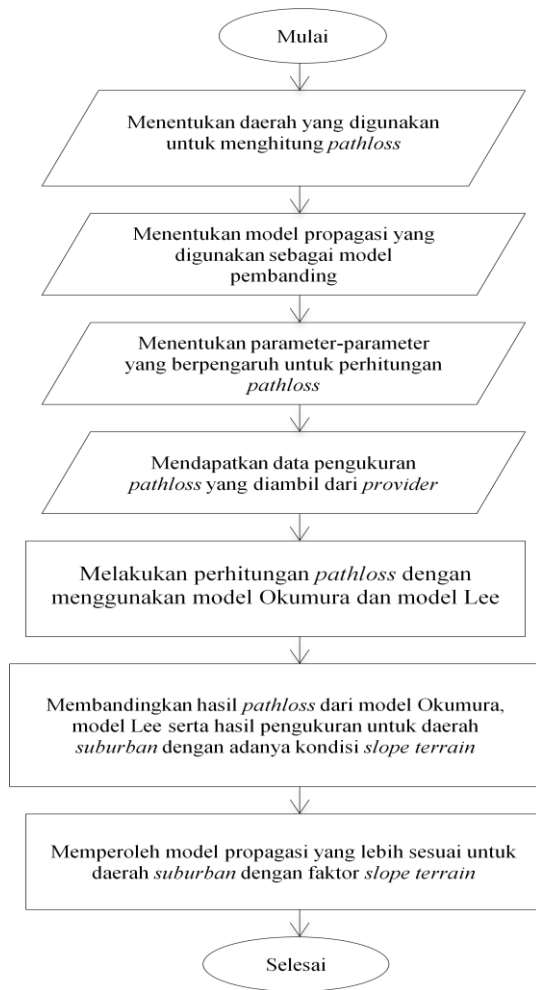 Mulai
Menentukan daerah yang digunakan
untuk menghitung pathloss
Menentukan model propagasi yang
digunakan sebagai model
pembanding
Menentukan parameter-parameter
yang berpengaruh untuk perhitungan
pathloss
Mendapatkan data pengukuran
pathloss yang diambil dari provider
Melakukan perhitungan pathloss dengan
menggunakan model Okumura dan model Lee
Membandingkan hasil pathloss dari model Okumura,
model Lee serta hasil pengukuran untuk daerah
suburban dengan adanya kondisi slope terrain
Memperoleh model propagasi yang lebih sesuai untuk
daerah suburban dengan faktor slope terrain
Selesai